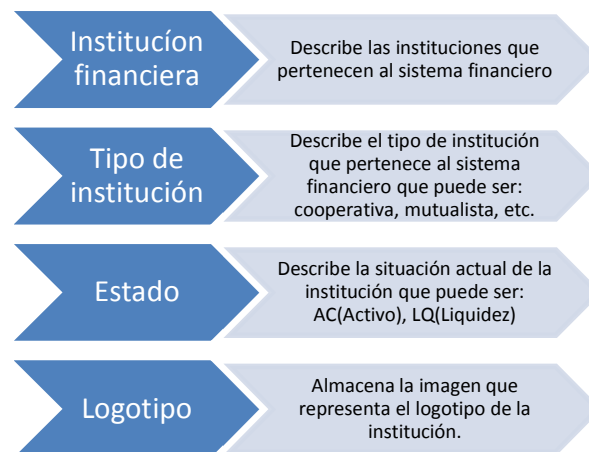 Institucíon
financiera
Describe las instituciones que
pertenecen al sistema financiero
Tipo de
institución
Describe el tipo de institución
que pertenece al sistema
financiero que puede ser:
cooperativa, mutualista, etc.
Estado
Describe la situación actual de la
institución que puede ser:
AC(Activo), LQ(Liquidez)
Logotipo
Almacena la imagen que
representa el logotipo de la
institución.